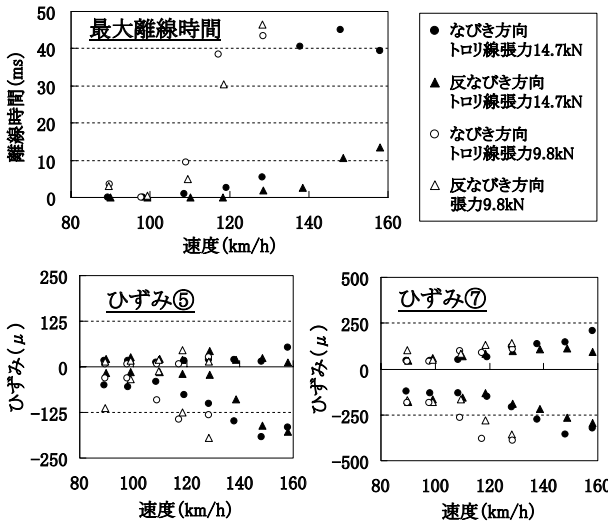 最大離線時間
離線時間(ms)
50
40
30
20
10
0
80 100 120 140 160
速度(km/h)
なびき方向
トロリ線張力14.7kN
反なびき方向
トロリ線張力14.7kN
なびき方向
トロリ線張力9.8kN
反なびき方向
張力9.8kN
ひずみ⑤
ひずみ(μ)
250
125
0
-125
-250
80 100 120 140 160
速度(km/h)
ひずみ⑦
ひずみ(μ)
500
250
0
-250
-500
80 100 120 140 160
速度(km/h)